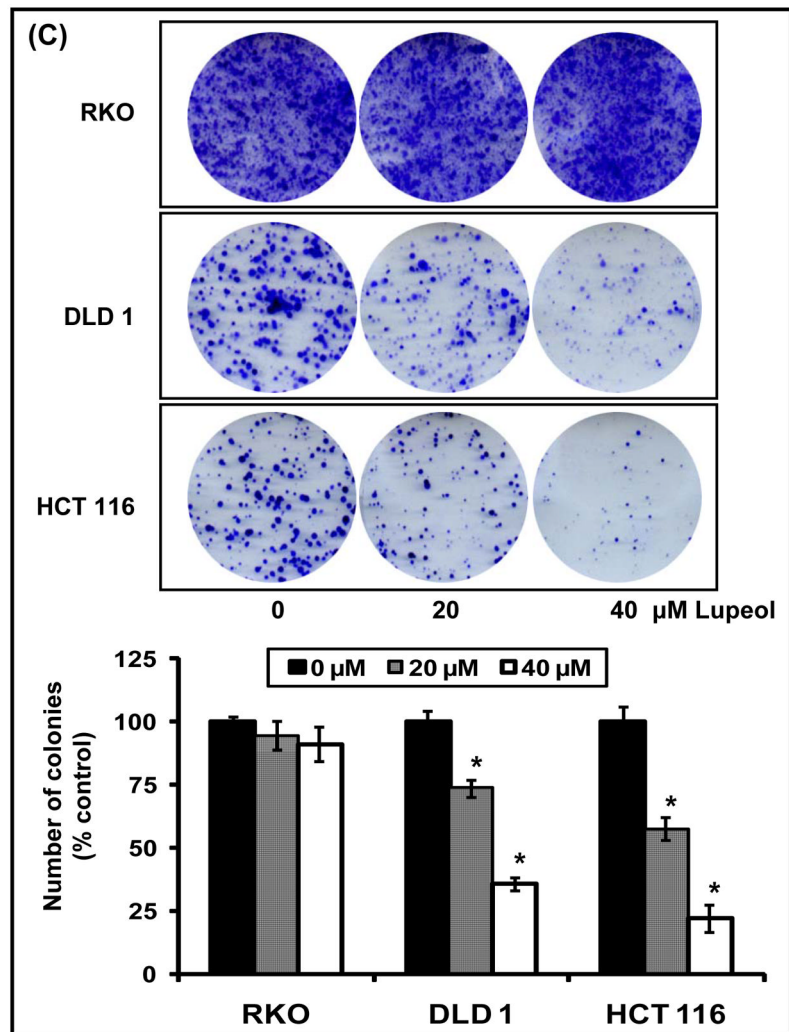 (C)
RKO
DLD 1
HCT 116
0 20 40 µM Lupeol
0 µM 20 µM 40 µM
Number of colonies
(% control)
125
100
75
50
25
0
* *
* *
RKO DLD 1 HCT 116